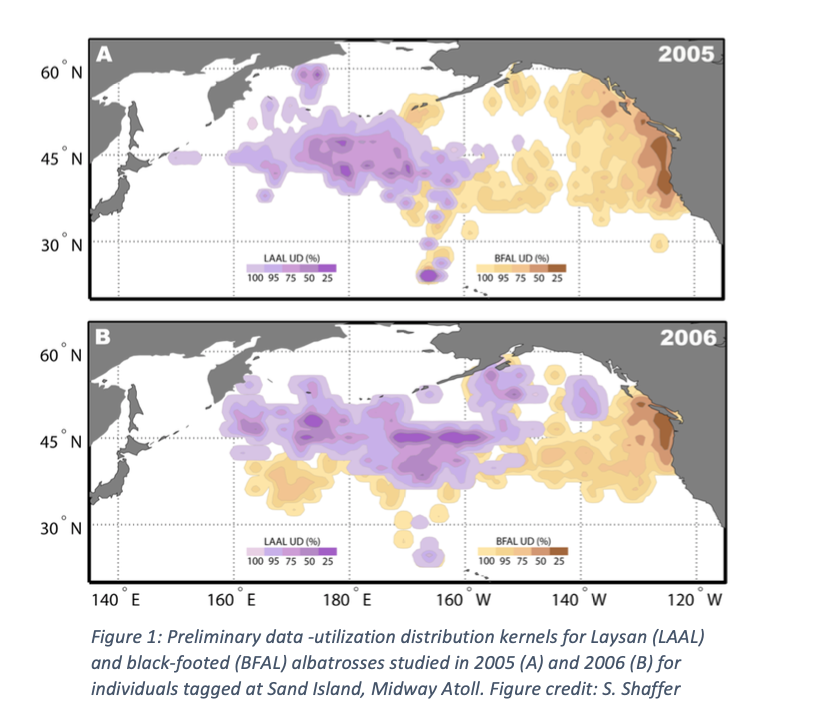 A 2005
60° N
45° N
30° N
LAAL UD (%)
100 95 75 50 25
BFAL UD (%)
100 95 75 50 25
B 2006
60° N
45° N
30° N
LAAL UD (%)
100 95 75 50 25
BFAL UD (%)
100 95 75 50 25
140° E 160° E 180° E 160° W 140° W 120° W
Figure 1: Preliminary data -utilization distribution kernels for Laysan (LAAL)
and black-footed (BFAL) albatrosses studied in 2005 (A) and 2006 (B) for
individuals tagged at Sand Island, Midway Atoll. Figure credit: S. Shaffer